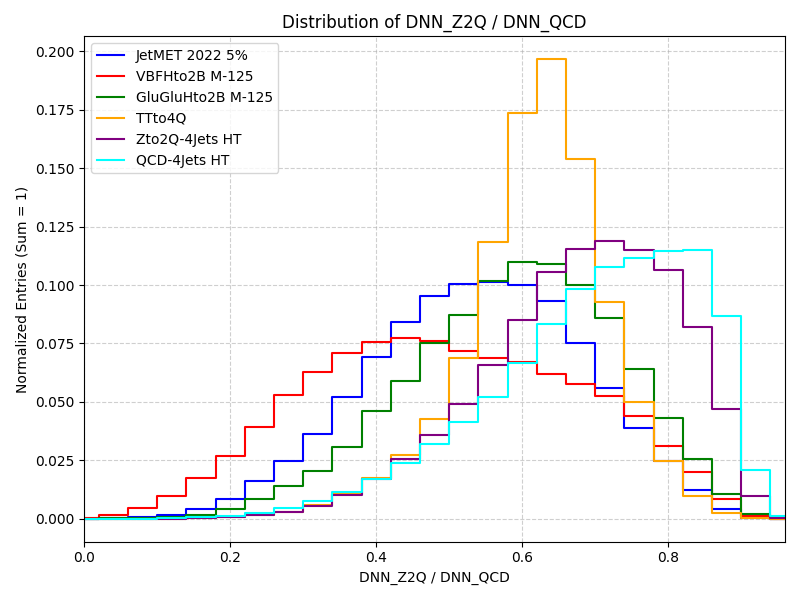 Distribution of DNN_Z2Q / DNN_QCD
JetMET 2022 5%
VBFHto2B M-125
GluGluHto2B M-125
TTto4Q
Zto2Q-4Jets HT
QCD-4Jets HT
Normalized Entries (Sum = 1)
0.200
0.175
0.150
0.125
0.100
0.075
0.050
0.025
0.000
0.0 0.2 0.4 0.6 0.8
DNN_Z2Q / DNN_QCD